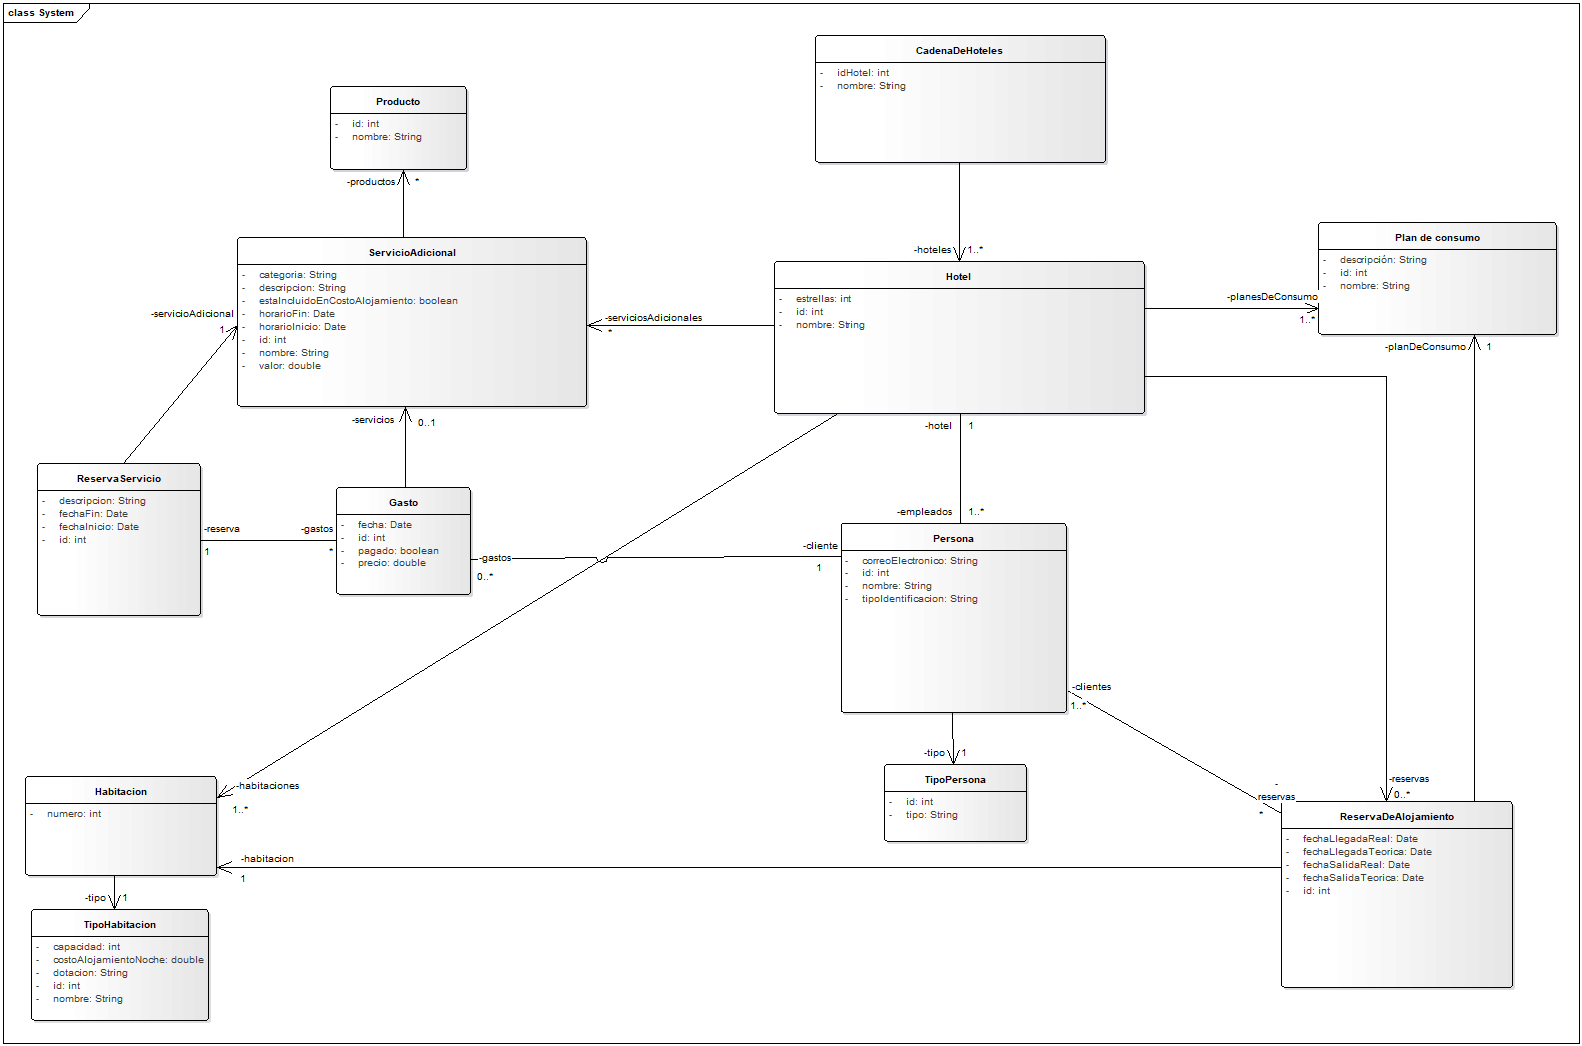 class System
CadenaDeHoteles
- idHotel: int
- nombre: String
Producto
- id: int
- nombre: String
-productos *
-hoteles 1..*
ServicioAdicional
- categoria: String
- descripcion: String
- estaIncluidoEnCostoAlojamiento: boolean
- horarioFin: Date
- horarioInicio: Date
- id: int
- nombre: String
- valor: double
Hotel
- estrellas: int
- id: int
- nombre: String
Plan de consumo
- descripción: String
- id: int
- nombre: String
-planesDeConsumo
1..*
-servicioAdicional
1
-serviciosAdicionales
*
-planDeConsumo 1
-servicios 0..1
-hotel 1
ReservaServicio
- descripcion: String
- fechaFin: Date
- fechaInicio: Date
- id: int
-reserva
1
-gastos
*
Gasto
- fecha: Date
- id: int
- pagado: boolean
- precio: double
-gastos
0..*
-cliente
1
-empleados 1..*
Persona
- correoElectronico: String
- id: int
- nombre: String
- tipoIdentificacion: String
-clientes
1..*
-tipo 1
TipoPersona
- id: int
- tipo: String
-
reservas
*
-reservas
0..*
ReservaDeAlojamiento
- fechaLlegadaReal: Date
- fechaLlegadaTeorica: Date
- fechaSalidaReal: Date
- fechaSalidaTeorica: Date
- id: int
Habitacion
- numero: int
-habitaciones
1..*
-habitacion
1
-tipo 1
TipoHabitacion
- capacidad: int
- costoAlojamientoNoche: double
- dotacion: String
- id: int
- nombre: String